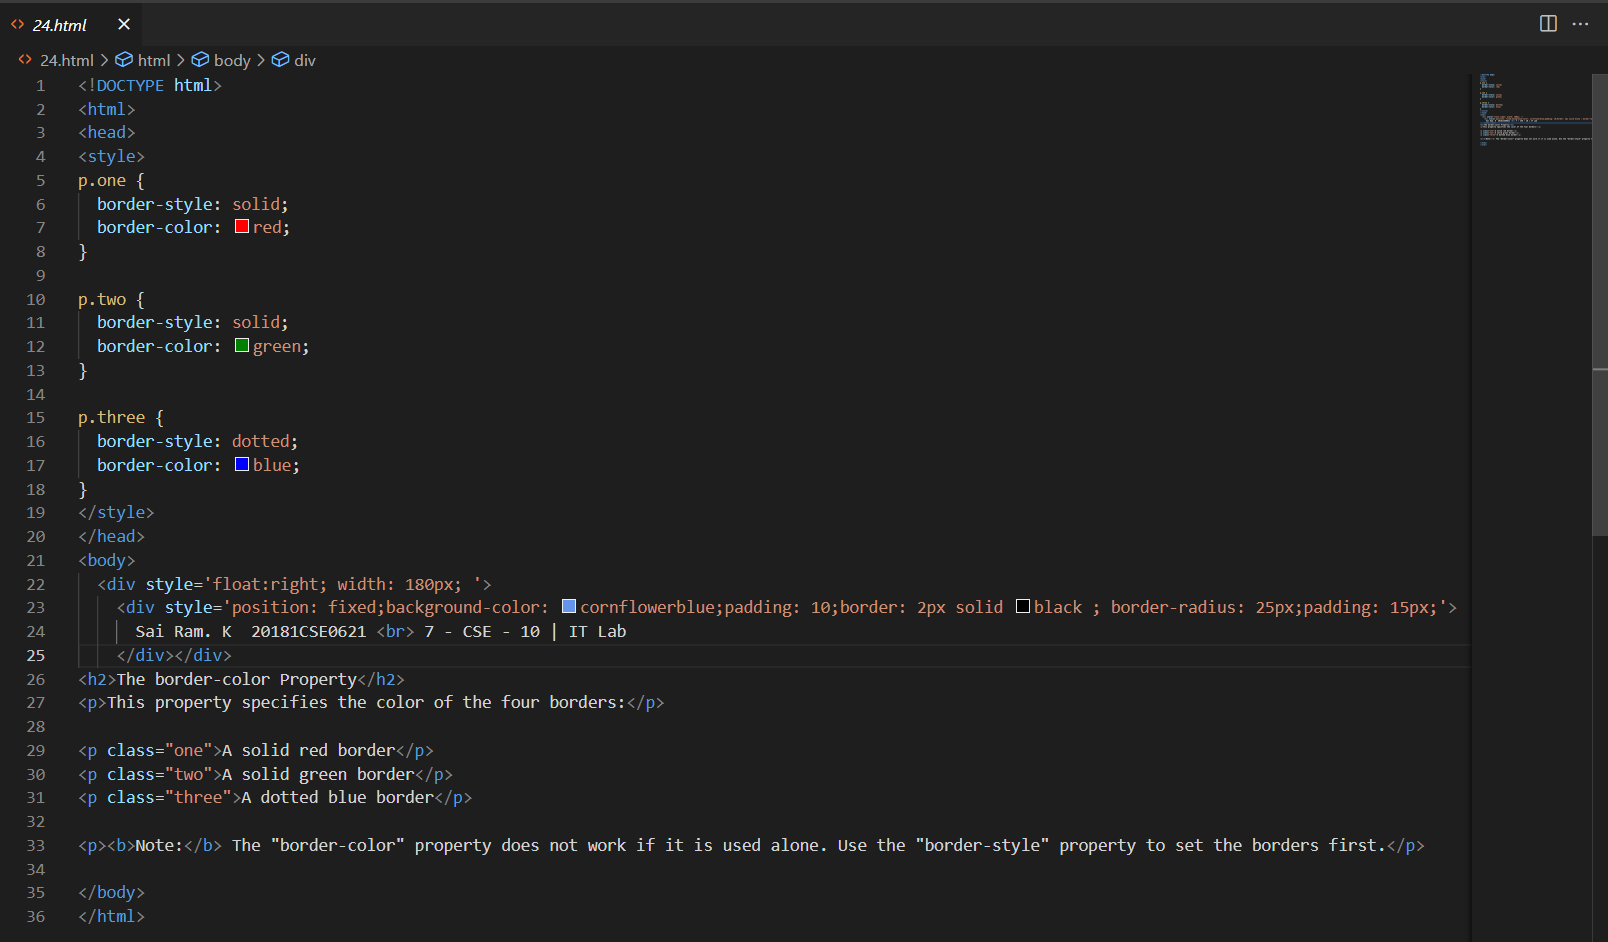 24.html
24.html > html > body > div
1 <!DOCTYPE html>
2 <html>
3 <head>
4 <style>
5 p.one {
6   border-style: solid;
7   border-color: red;
8 }
9
10 p.two {
11   border-style: solid;
12   border-color: green;
13 }
14
15 p.three {
16   border-style: dotted;
17   border-color: blue;
18 }
19 </style>
20 </head>
21 <body>
22   <div style='float:right; width: 180px; '>
23     <div style='position: fixed;background-color: cornflowerblue;padding: 10;border: 2px solid black ; border-radius: 25px;padding: 15px;'>
24       Sai Ram. K  20181CSE0621 <br> 7 - CSE - 10 | IT Lab
25     </div></div>
26 <h2>The border-color Property</h2>
27 <p>This property specifies the color of the four borders:</p>
28
29 <p class="one">A solid red border</p>
30 <p class="two">A solid green border</p>
31 <p class="three">A dotted blue border</p>
32
33 <p><b>Note:</b> The "border-color" property does not work if it is used alone. Use the "border-style" property to set the borders first.</p>
34
35 </body>
36 </html>